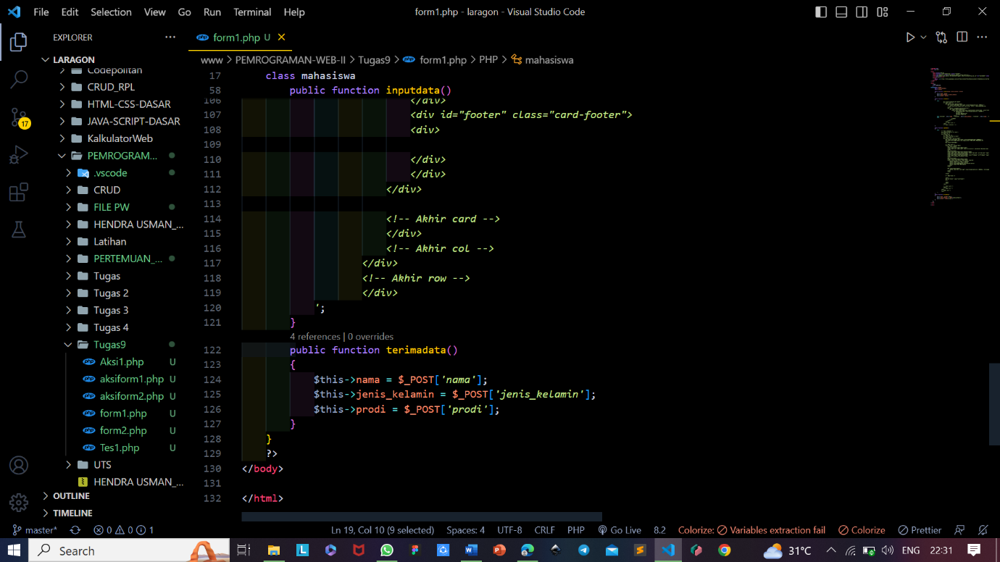 File Edit Selection View Go Run Terminal Help
form1.php - laragon - Visual Studio Code
EXPLORER
LARAGON
Codepolitan
CRUD_RPL
HTML-CSS-DASAR
JAVA-SCRIPT-DASAR
KalkulatorWeb
PEMROGRAM...
.vscode
CRUD
FILE PW
HENDRA USMAN_...
Latihan
PERTEMUAN_...
Tugas
Tugas 2
Tugas 3
Tugas 4
Tugas9
Aksi1.php U
aksiform1.php U
aksiform2.php U
form1.php U
form2.php U
Tes1.php U
UTS
HENDRA USMAN_...
OUTLINE
TIMELINE
form1.php U
www > PEMROGRAMAN-WEB-II > Tugas9 > form1.php > PHP > mahasiswa
17 class mahasiswa
58 public function inputdata()
106 </div>
107 <div id="footer" class="card-footer">
108 <div>
109
110 </div>
111 </div>
112 </div>
113
114 <!-- Akhir card -->
115 </div>
116 <!-- Akhir col -->
117 </div>
118 <!-- Akhir row -->
119 </div>
120 ';
121 }
4 references | 0 overrides
122 public function terimadata()
123 {
124 $this->nama = $_POST['nama'];
125 $this->jenis_kelamin = $_POST['jenis_kelamin'];
126 $this->prodi = $_POST['prodi'];
127 }
128 }
129 ?>
130 </body>
131
132 </html>
17
master* 0 0 1 Ln 19, Col 10 (9 selected) Spaces: 4 UTF-8 CRLF PHP Go Live 8.2 Colorize: Variables extraction fail Colorize Prettier
Search
31°C ENG 22:31